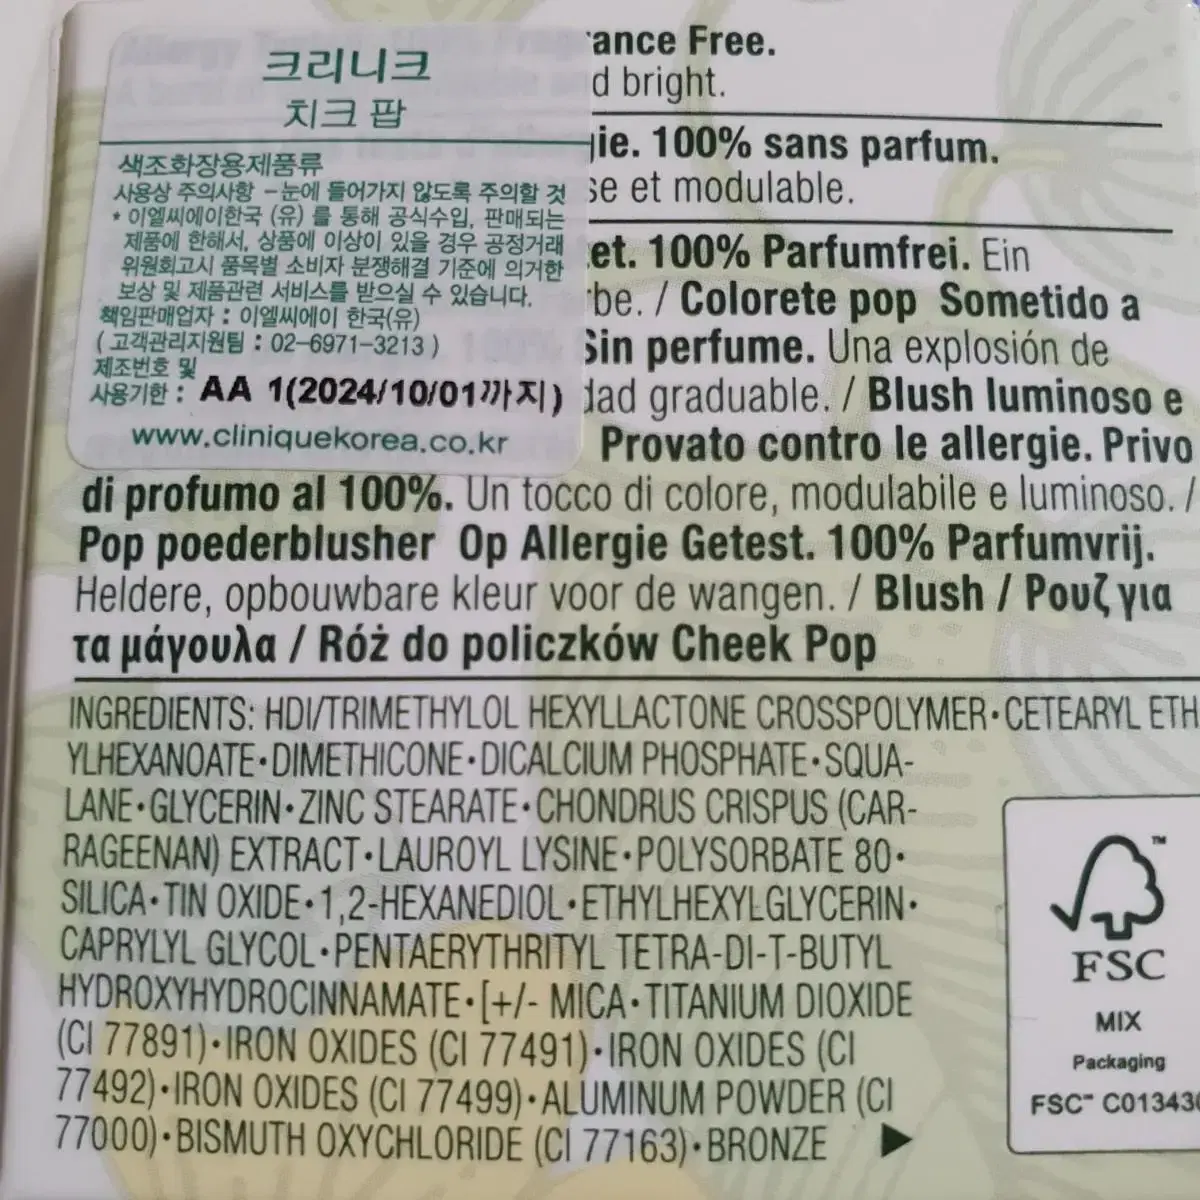 크리니크
치크 팝
색조화장용제품류
사용상 주의사항 - 눈에 들어가지 않도록 주의할 것
* 이엘씨에이한국 (유) 를 통해 공식수입, 판매되는
제품에 한해서, 상품에 이상이 있을 경우 공정거래
위원회고시 품목별 소비자 분쟁해결 기준에 의거한
보상 및 제품관련 서비스를 받으실 수 있습니다.
책임판매업자 : 이엘씨에이 한국(유)
( 고객관리지원팀 : 02-6971-3213 )
제조번호 및
사용기한 : AA 1(2024/10/01까지)
www.cliniquekorea.co.kr
ance Free.
d bright.
gie. 100% sans parfum.
se et modulable.
et. 100% Parfumfrei. Ein
rbe. / Colorete pop Sometido a
Sin perfume. Una explosión de
dad graduable. / Blush luminoso e
Provato contro le allergie. Privo
di profumo al 100%. Un tocco di colore, modulabile e luminoso. /
Pop poederblusher Op Allergie Getest. 100% Parfumvrij.
Heldere, opbouwbare kleur voor de wangen. / Blush / Ρουζ για
τα μάγουλα / Róż do policzków Cheek Pop
INGREDIENTS: HDI/TRIMETHYLOL HEXYLLACTONE CROSSPOLYMER•CETEARYL ETH
YLHEXANOATE•DIMETHICONE•DICALCIUM PHOSPHATE•SQUA-
LANE•GLYCERIN•ZINC STEARATE•CHONDRUS CRISPUS (CAR-
RAGEENAN) EXTRACT•LAUROYL LYSINE•POLYSORBATE 80•
SILICA•TIN OXIDE•1,2-HEXANEDIOL•ETHYLHEXYLGLYCERIN•
CAPRYLYL GLYCOL•PENTAERYTHRITYL TETRA-DI-T-BUTYL
HYDROXYHYDROCINNAMATE•[+/- MICA•TITANIUM DIOXIDE
(CI 77891)•IRON OXIDES (CI 77491)•IRON OXIDES (CI
77492)•IRON OXIDES (CI 77499)•ALUMINUM POWDER (CI
77000)•BISMUTH OXYCHLORIDE (CI 77163)•BRONZE ▶
™
FSC
MIX
Packaging
FSC™ C013430